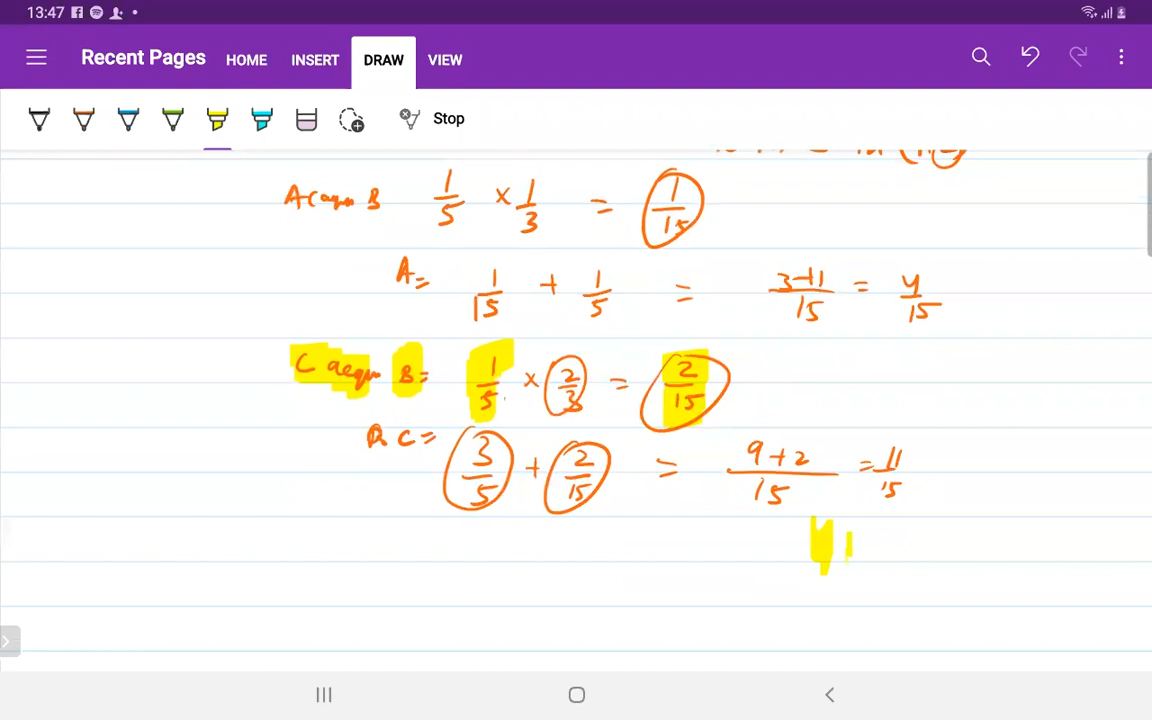 13:47
Recent Pages HOME INSERT DRAW VIEW
Stop
A acqu B 1/5 × 1/3 = 1/15
A = 1/15 + 1/5 = 3+1/15 = 4/15
C acqu B = 1/5 × 2/3 = 2/15
R C = 3/5 + 2/15 = 9+2/15 = 11/15